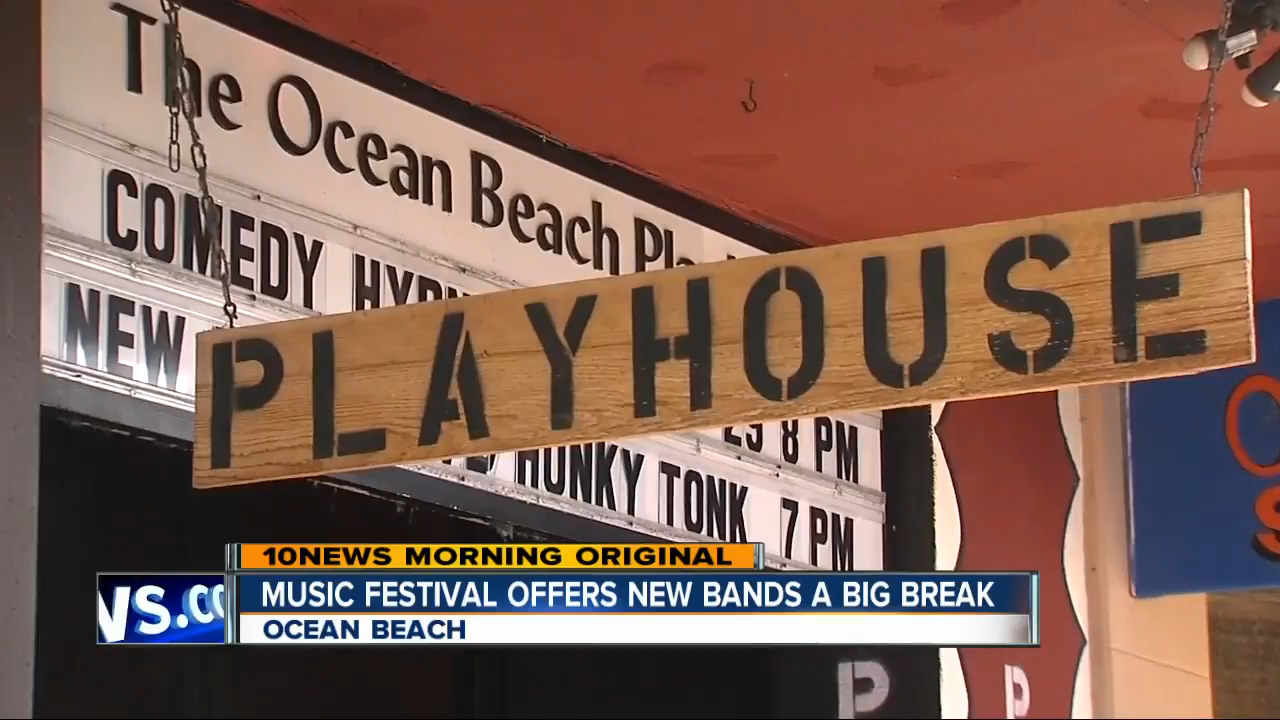 The Ocean Beach
COMEDY
NEW
PLAYHOUSE
29 8 PM
HONKY TONK 7 PM
10NEWS MORNING ORIGINAL
MUSIC FESTIVAL OFFERS NEW BANDS A BIG BREAK
OCEAN BEACH
P
P